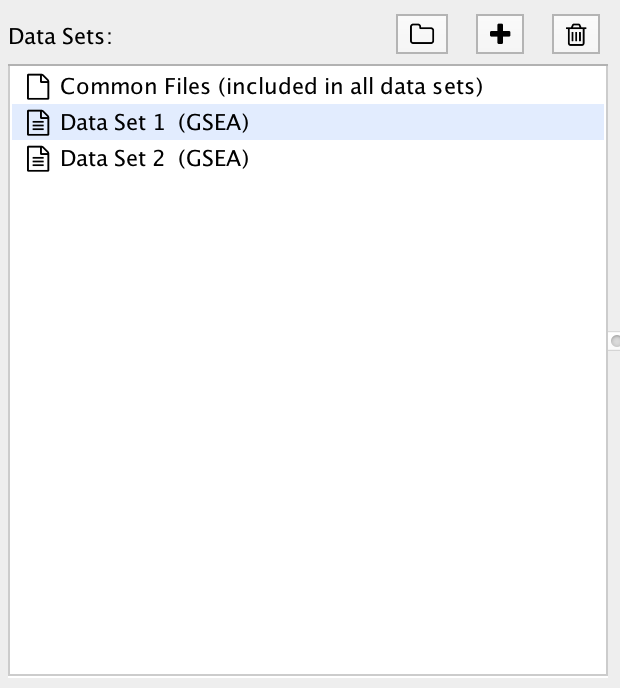 Data Sets:
Common Files (included in all data sets)
Data Set 1  (GSEA)
Data Set 2  (GSEA)